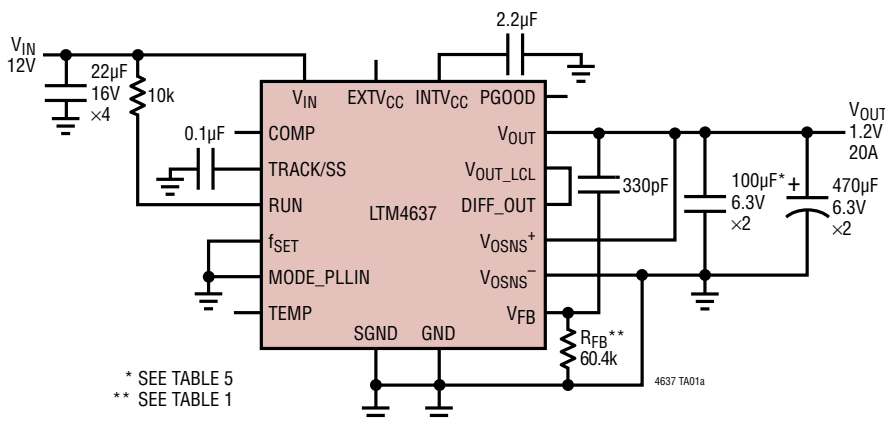 2.2µF
VIN
12V
22µF
16V
×4
10k
VIN
EXTVCC
INTVCC
PGOOD
VOUT
1.2V
20A
0.1µF
COMP
TRACK/SS
RUN
fSET
MODE_PLLIN
TEMP
LTM4637
SGND
GND
VOUT
VOUT_LCL
DIFF_OUT
VOSNS+
VOSNS–
VFB
330pF
100µF*
6.3V
×2
+
470µF
6.3V
×2
RFB**
60.4k
4637 TA01a
* SEE TABLE 5
** SEE TABLE 1